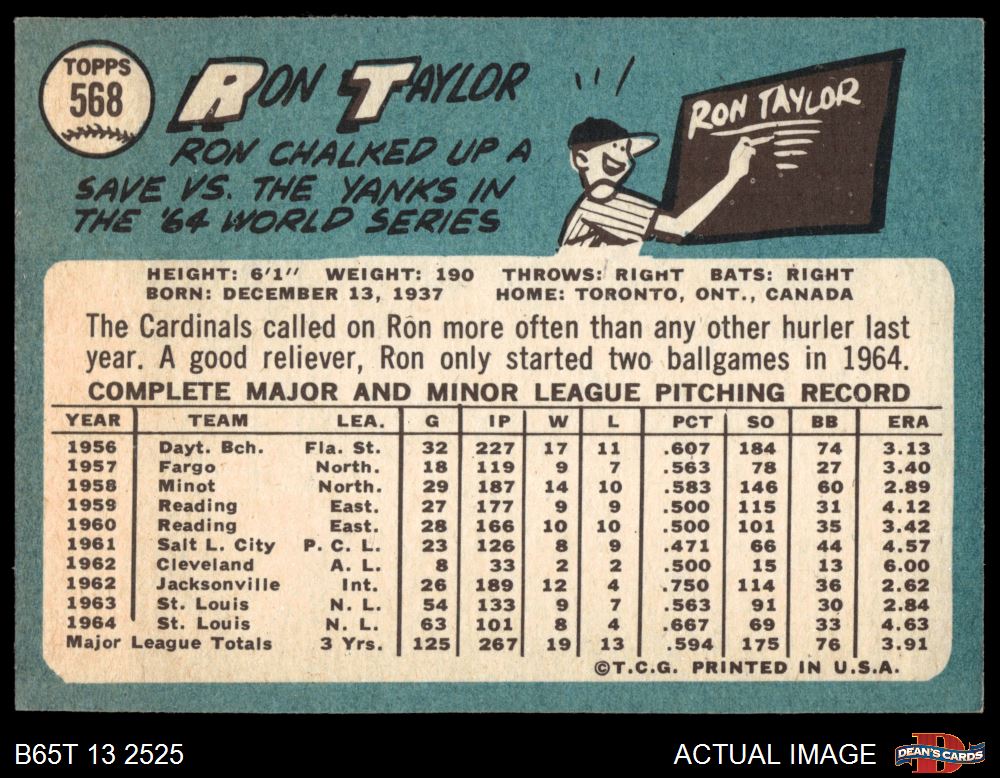 TOPPS
568
RON TAYLOR
RON CHALKED UP A
SAVE VS. THE YANKS IN
THE '64 WORLD SERIES
RON TAYLOR
HEIGHT: 6'1" WEIGHT: 190 THROWS: RIGHT BATS: RIGHT
BORN: DECEMBER 13, 1937 HOME: TORONTO, ONT., CANADA
The Cardinals called on Ron more often than any other hurler last
year. A good reliever, Ron only started two ballgames in 1964.
COMPLETE MAJOR AND MINOR LEAGUE PITCHING RECORD
YEAR TEAM LEA. G IP W L PCT SO BB ERA
1956 Dayt. Bch. Fla. St. 32 227 17 11 .607 184 74 3.13
1957 Fargo North. 18 119 9 7 .563 78 27 3.40
1958 Minot North. 29 187 14 10 .583 146 60 2.89
1959 Reading East. 27 177 9 9 .500 115 31 4.12
1960 Reading East. 28 166 10 10 .500 101 35 3.42
1961 Salt L. City P. C. L. 23 126 8 9 .471 66 44 4.57
1962 Cleveland A. L. 8 33 2 2 .500 15 13 6.00
1962 Jacksonville Int. 26 189 12 4 .750 114 36 2.62
1963 St. Louis N. L. 54 133 9 7 .563 91 30 2.84
1964 St. Louis N. L. 63 101 8 4 .667 69 33 4.63
Major League Totals 3 Yrs. 125 267 19 13 .594 175 76 3.91
©T.C.G. PRINTED IN U.S.A.
B65T 13 2525 ACTUAL IMAGE DEAN'S CARDS